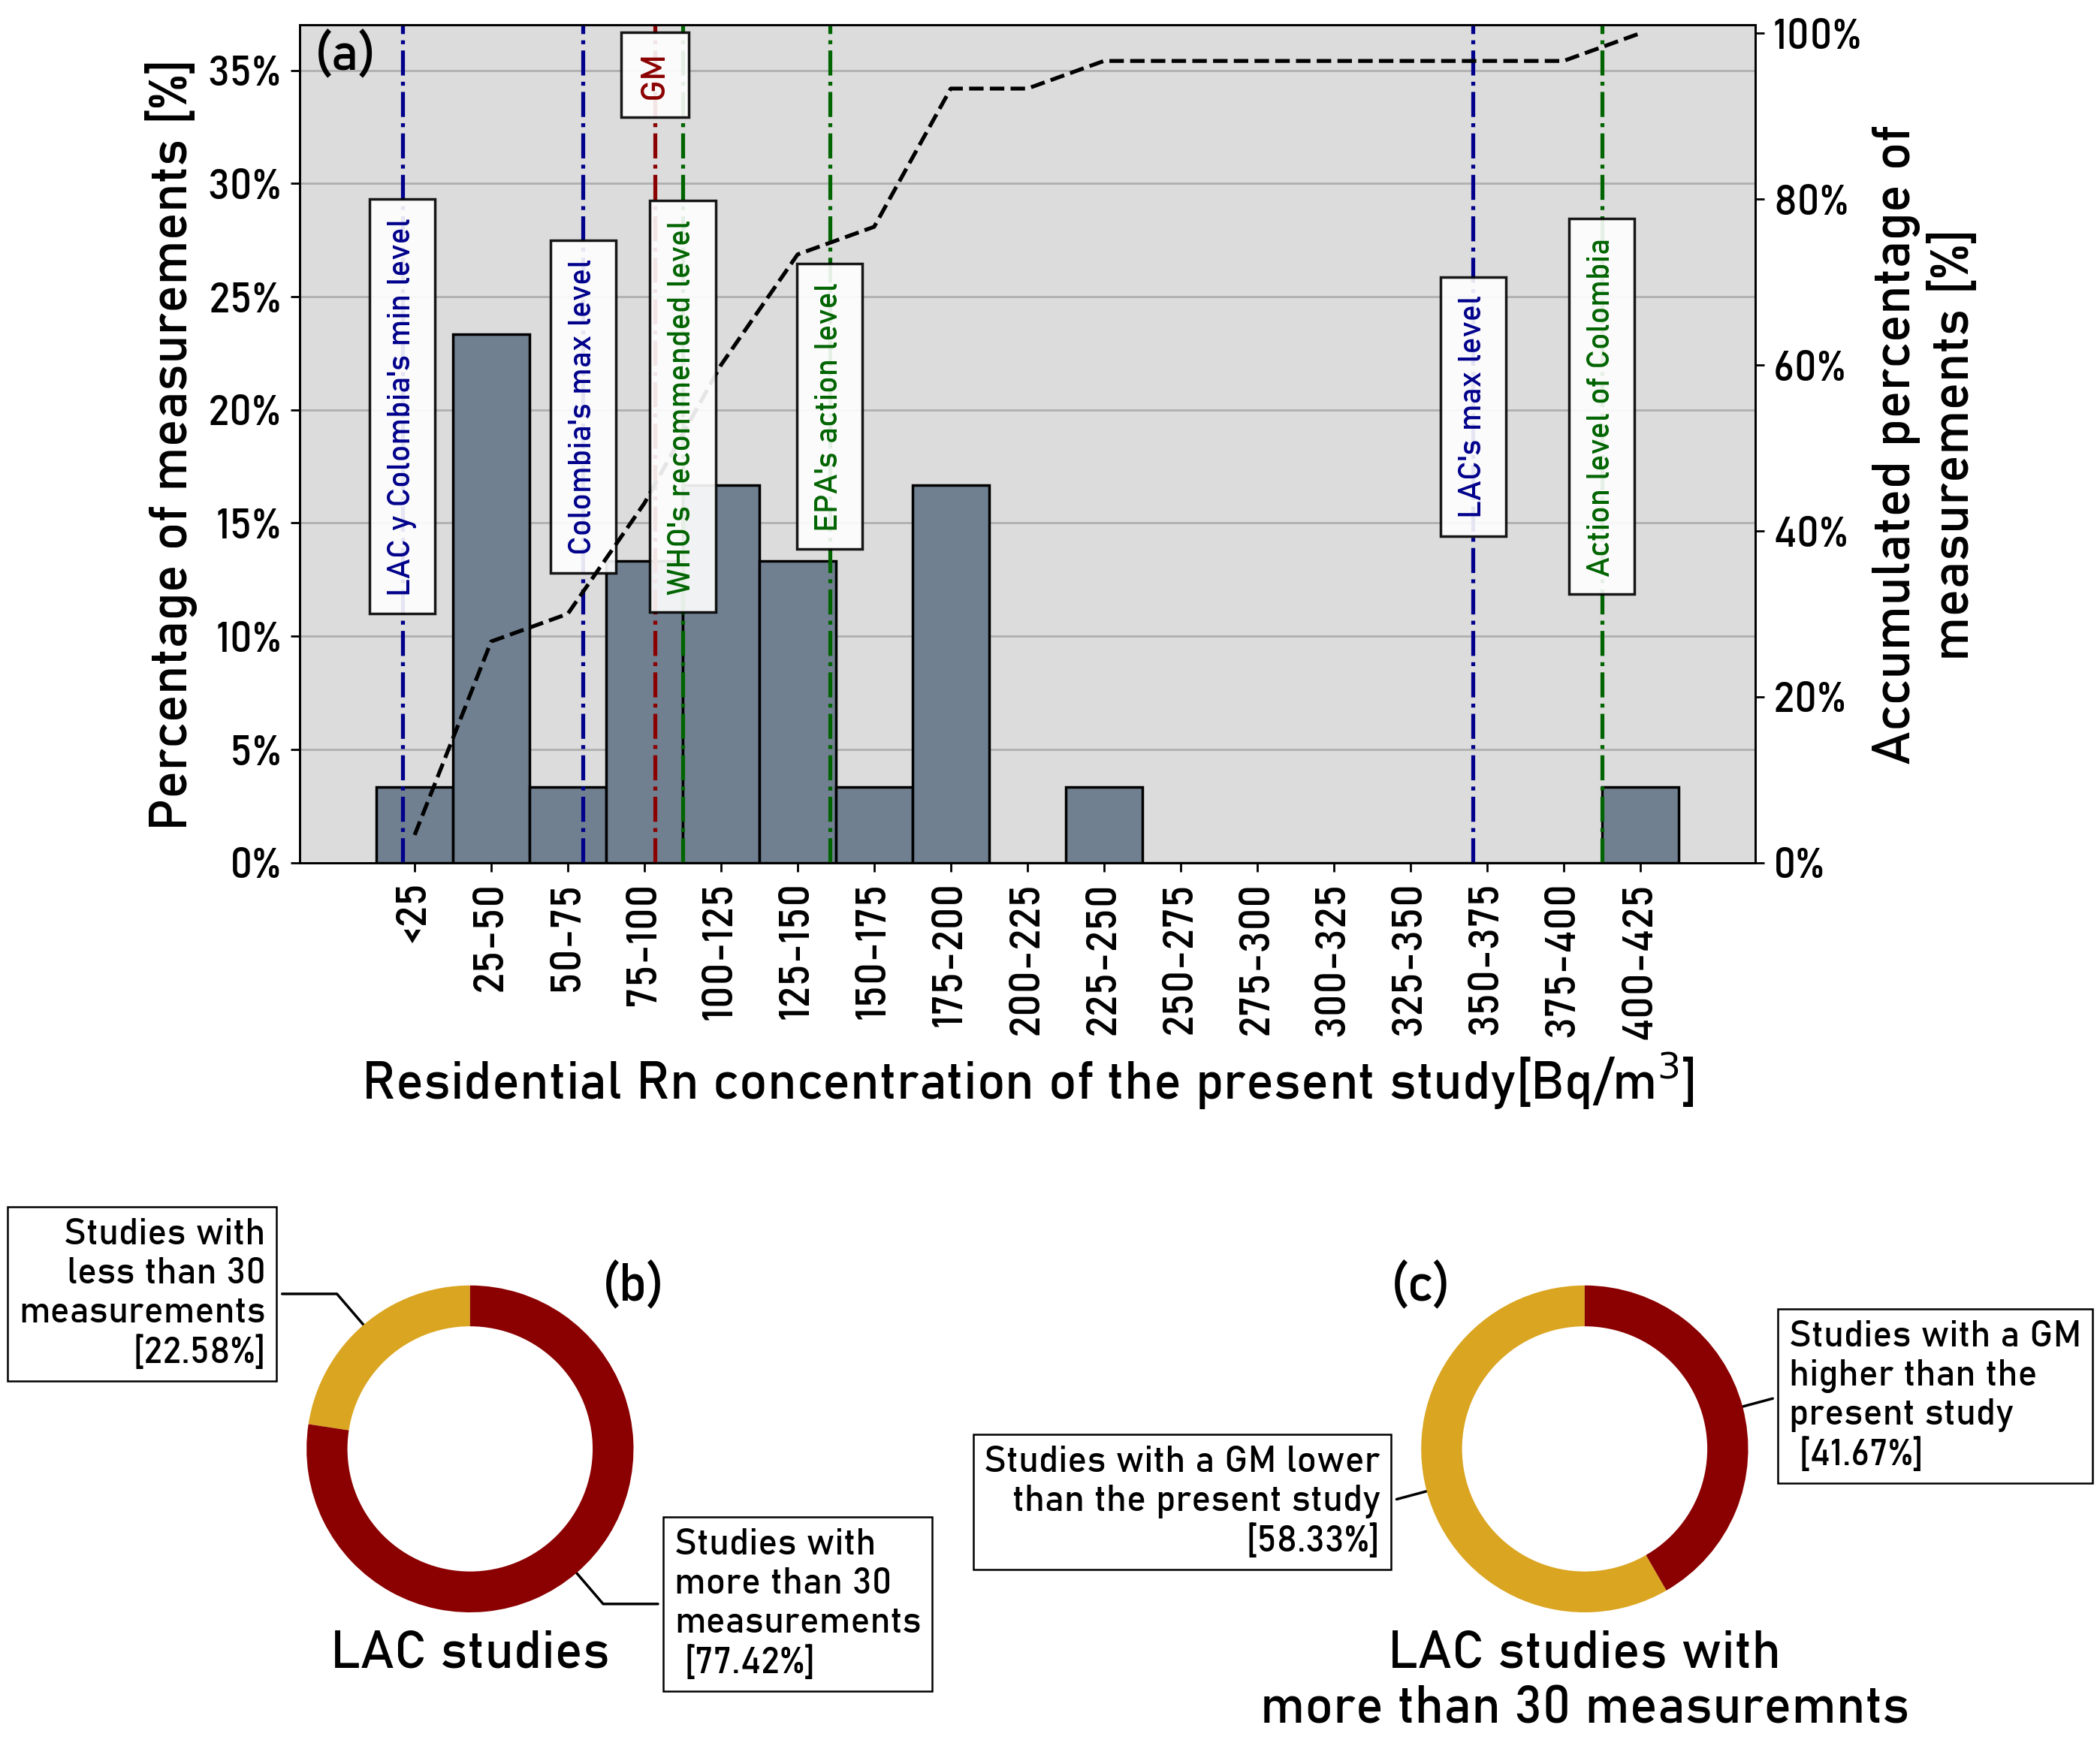 (a)
Percentage of measurements [%]
35%
30%
25%
20%
15%
10%
5%
0%
LAC y Colombia's min level
Colombia's max level
GM
WHO's recommended level
EPA's action level
LAC's max level
Action level of Colombia
100%
80%
60%
40%
20%
0%
Accumulated percentage of
measurements [%]
<25
25-50
50-75
75-100
100-125
125-150
150-175
175-200
200-225
225-250
250-275
275-300
300-325
325-350
350-375
375-400
400-425
Residential Rn concentration of the present study[Bq/m³]
Studies with
less than 30
measurements
[22.58%]
(b)
Studies with
more than 30
measurements
[77.42%]
LAC studies
(c)
Studies with a GM
higher than the
present study
[41.67%]
Studies with a GM lower
than the present study
[58.33%]
LAC studies with
more than 30 measuremnts